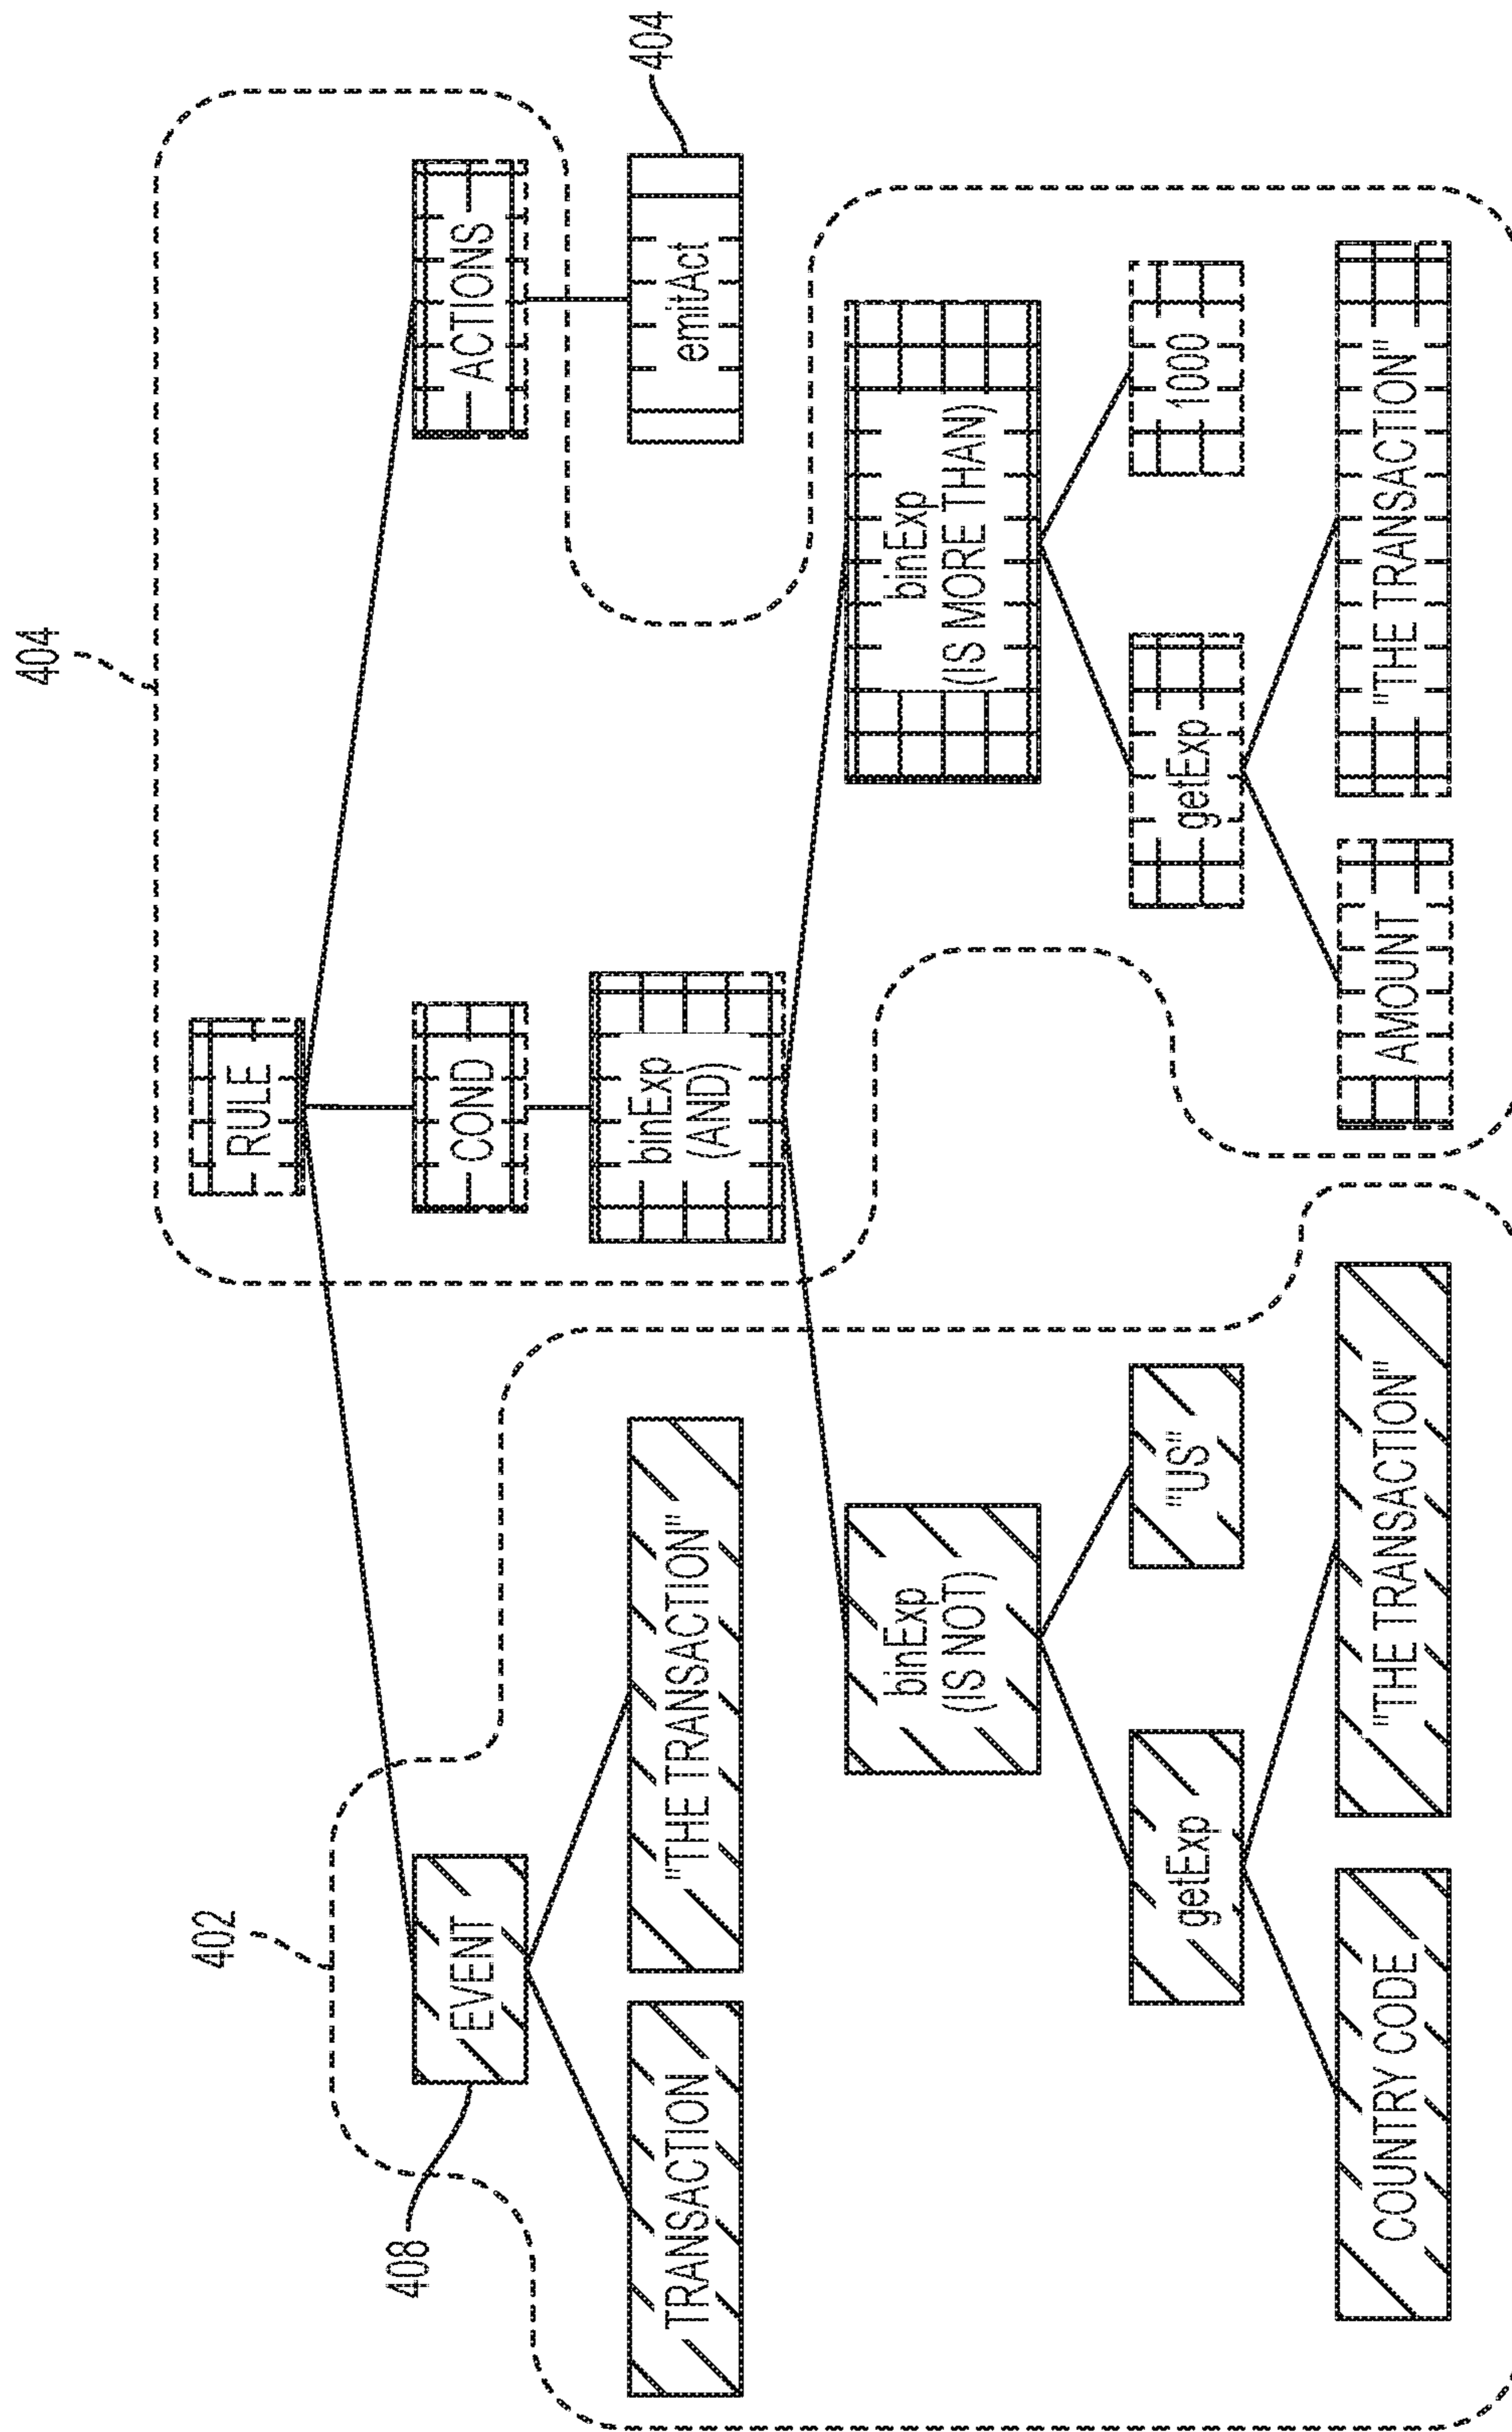 404
RULE
402
408
EVENT
COND
ACTIONS
404
TRANSACTION
"THE TRANSACTION"
binExp
(AND)
emitAct
binExp
(IS NOT)
binExp
(IS MORE THAN)
getExp
"US"
getExp
1000
COUNTRY CODE
"THE TRANSACTION"
AMOUNT
"THE TRANSACTION"